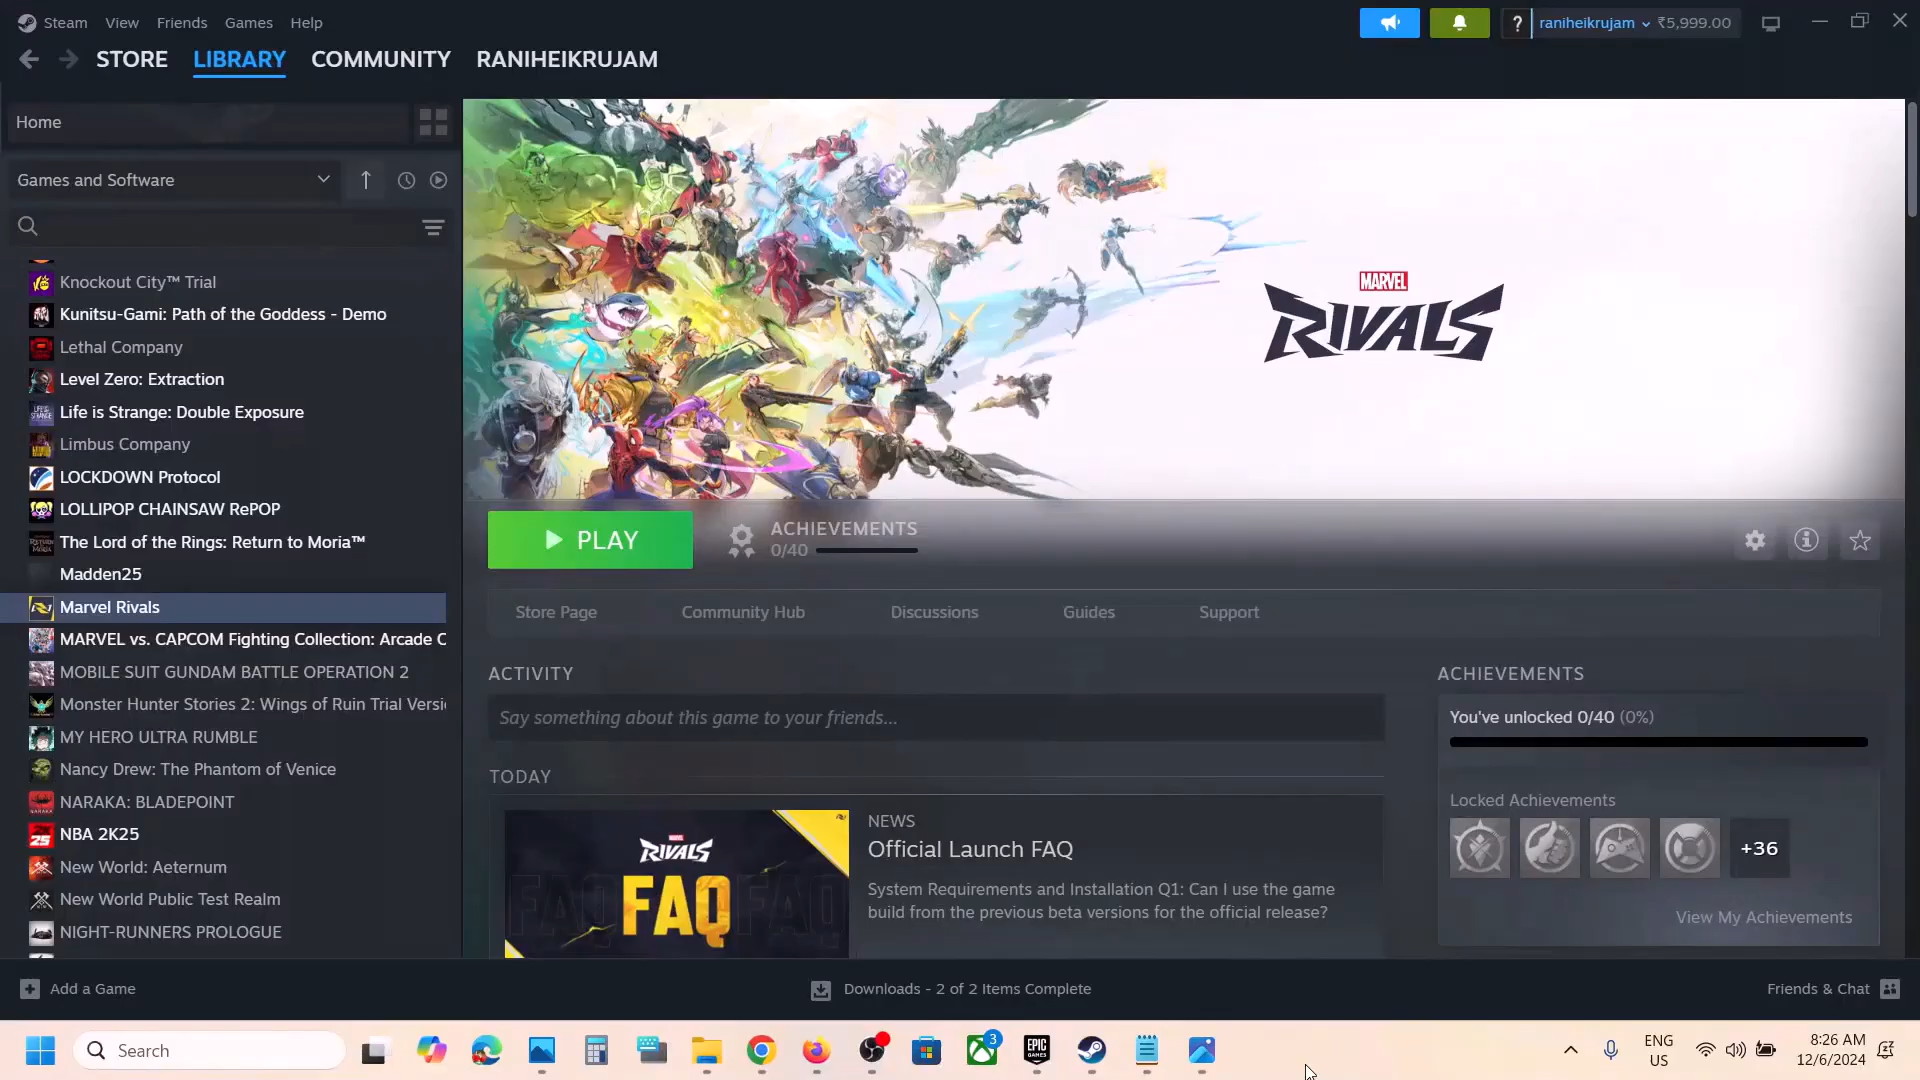 Steam View Friends Games Help
raniheikrujam ₹5,999.00
STORE LIBRARY COMMUNITY RANIHEIKRUJAM
Home
Games and Software
Knockout City™ Trial
Kunitsu-Gami: Path of the Goddess - Demo
Lethal Company
Level Zero: Extraction
Life is Strange: Double Exposure
Limbus Company
LOCKDOWN Protocol
LOLLIPOP CHAINSAW RePOP
The Lord of the Rings: Return to Moria™
Madden25
Marvel Rivals
MARVEL vs. CAPCOM Fighting Collection: Arcade C
MOBILE SUIT GUNDAM BATTLE OPERATION 2
Monster Hunter Stories 2: Wings of Ruin Trial Versi
MY HERO ULTRA RUMBLE
Nancy Drew: The Phantom of Venice
NARAKA: BLADEPOINT
NBA 2K25
New World: Aeternum
New World Public Test Realm
NIGHT-RUNNERS PROLOGUE
MARVEL
RIVALS
PLAY
ACHIEVEMENTS
0/40
Store Page Community Hub Discussions Guides Support
ACTIVITY
Say something about this game to your friends...
TODAY
RIVALS
FAQ FAQ FAQ
NEWS
Official Launch FAQ
System Requirements and Installation Q1: Can I use the game
build from the previous beta versions for the official release?
ACHIEVEMENTS
You've unlocked 0/40 (0%)
Locked Achievements
+36
View My Achievements
Add a Game
Downloads - 2 of 2 Items Complete
Friends & Chat
Search
3
EPIC
GAMES
ENG
US
8:26 AM
12/6/2024